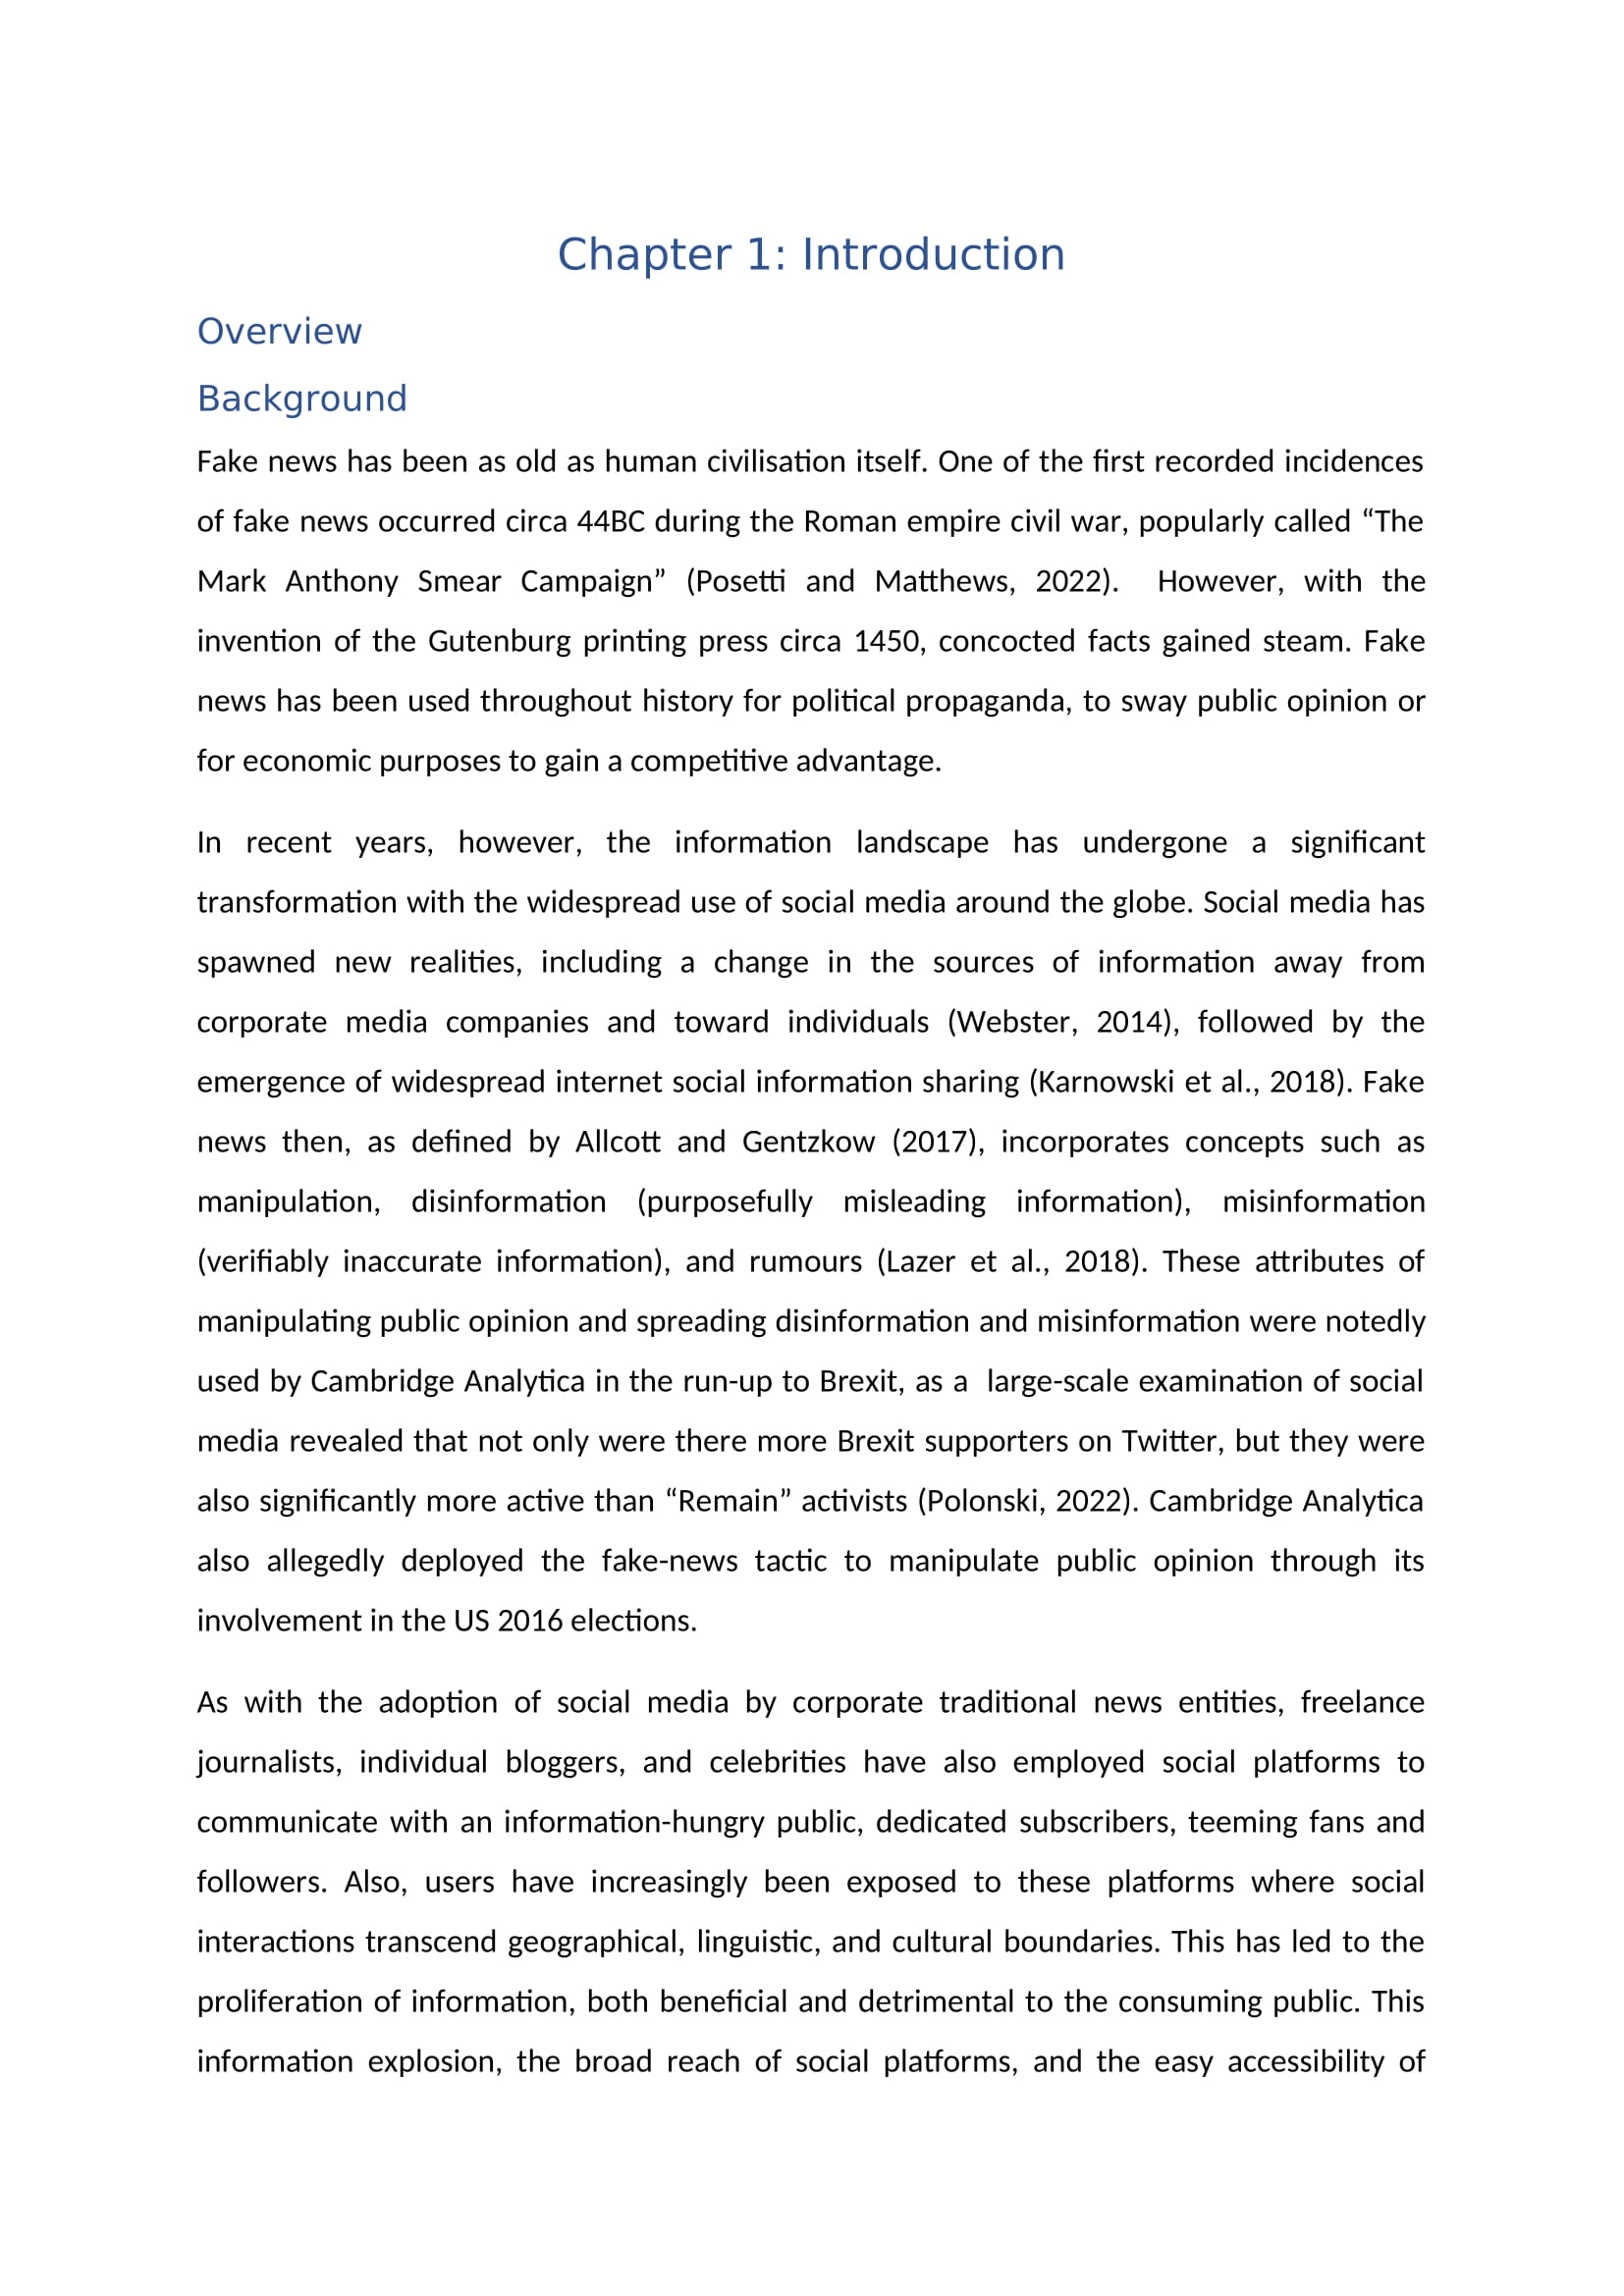 Chapter 1: Introduction
Overview
Background
Fake news has been as old as human civilisation itself. One of the first recorded incidences
of fake news occurred circa 44BC during the Roman empire civil war, popularly called “The
Mark Anthony Smear Campaign” (Posetti and Matthews, 2022).  However, with the
invention of the Gutenburg printing press circa 1450, concocted facts gained steam. Fake
news has been used throughout history for political propaganda, to sway public opinion or
for economic purposes to gain a competitive advantage.
In recent years, however, the information landscape has undergone a significant
transformation with the widespread use of social media around the globe. Social media has
spawned new realities, including a change in the sources of information away from
corporate media companies and toward individuals (Webster, 2014), followed by the
emergence of widespread internet social information sharing (Karnowski et al., 2018). Fake
news then, as defined by Allcott and Gentzkow (2017), incorporates concepts such as
manipulation, disinformation (purposefully misleading information), misinformation
(verifiably inaccurate information), and rumours (Lazer et al., 2018). These attributes of
manipulating public opinion and spreading disinformation and misinformation were notedly
used by Cambridge Analytica in the run-up to Brexit, as a  large-scale examination of social
media revealed that not only were there more Brexit supporters on Twitter, but they were
also significantly more active than “Remain” activists (Polonski, 2022). Cambridge Analytica
also allegedly deployed the fake-news tactic to manipulate public opinion through its
involvement in the US 2016 elections.
As with the adoption of social media by corporate traditional news entities, freelance
journalists, individual bloggers, and celebrities have also employed social platforms to
communicate with an information-hungry public, dedicated subscribers, teeming fans and
followers. Also, users have increasingly been exposed to these platforms where social
interactions transcend geographical, linguistic, and cultural boundaries. This has led to the
proliferation of information, both beneficial and detrimental to the consuming public. This
information explosion, the broad reach of social platforms, and the easy accessibility of